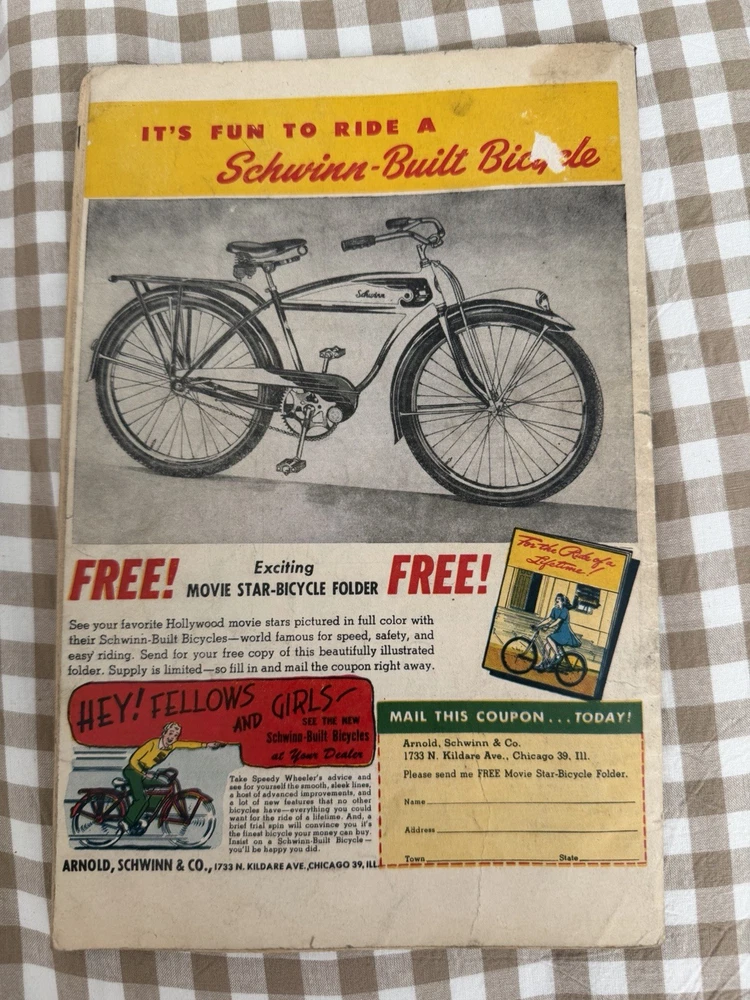 IT'S FUN TO RIDE A
Schwinn-Built Bicycle
Schwinn
FREE!
Exciting
MOVIE STAR-BICYCLE FOLDER
FREE!
For the Ride of a
Lifetime!
See your favorite Hollywood movie stars pictured in full color with
their Schwinn-Built Bicycles—world famous for speed, safety, and
easy riding. Send for your free copy of this beautifully illustrated
folder. Supply is limited—so fill in and mail the coupon right away.
HEY! FELLOWS
AND GIRLS—
SEE THE NEW
Schwinn-Built Bicycles
at Your Dealer
Take Speedy Wheeler's advice and
see for yourself the smooth, sleek lines,
a host of advanced improvements, and
a lot of new features that no other
bicycles have—everything you could
want for the ride of a lifetime. And, a
brief trial spin will convince you it's
the finest bicycle your money can buy.
Insist on a Schwinn-Built Bicycle—
you'll be happy you did.
ARNOLD, SCHWINN & CO., 1733 N. KILDARE AVE., CHICAGO 39, ILL.
MAIL THIS COUPON . . . TODAY!
Arnold, Schwinn & Co.
1733 N. Kildare Ave., Chicago 39, Ill.
Please send me FREE Movie Star-Bicycle Folder.
Name
Address
Town State